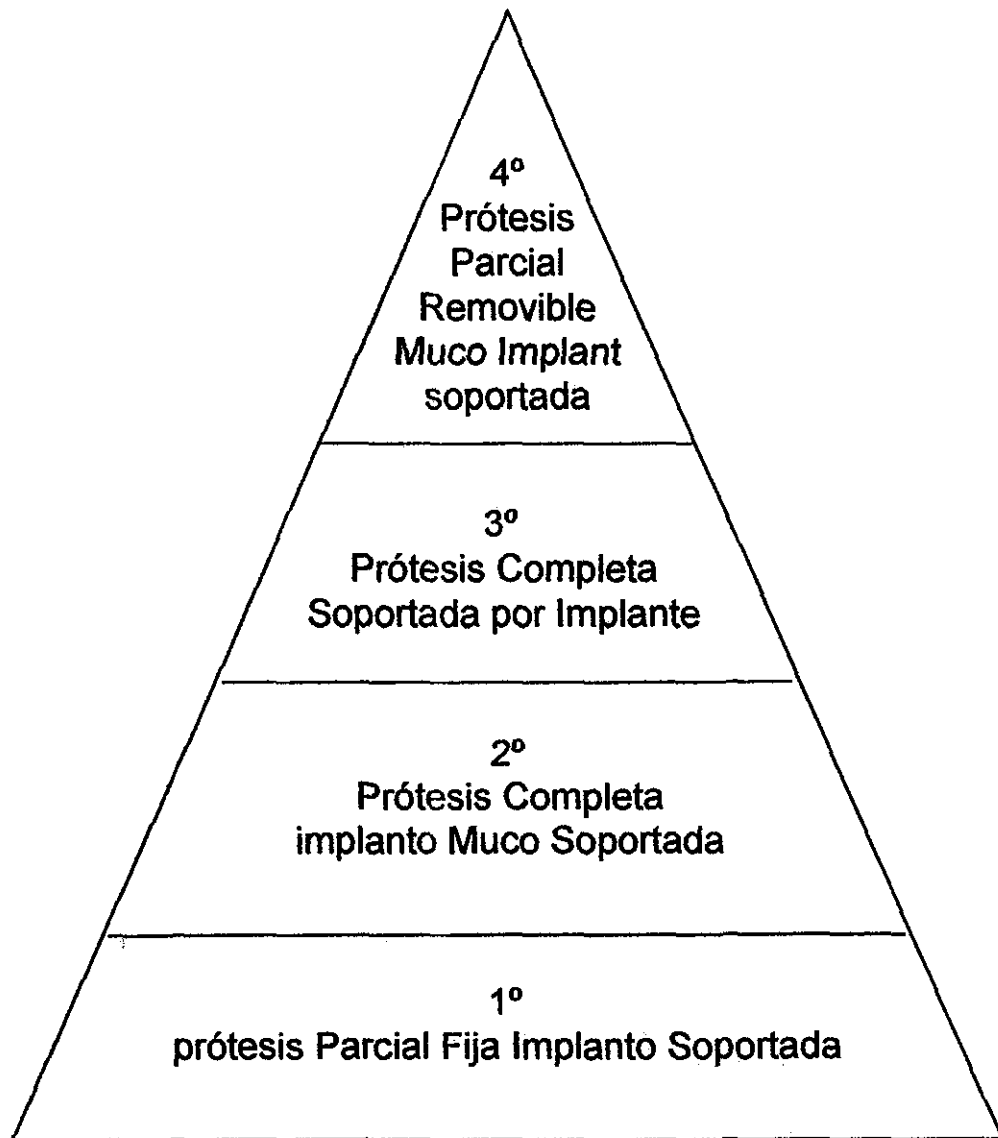 4º
Prótesis
Parcial
Removible
Muco Implant
soportada
3º
Prótesis Completa
Soportada por Implante
2º
Prótesis Completa
implanto Muco Soportada
1º
prótesis Parcial Fija Implanto Soportada